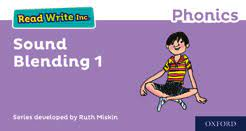 Read Write Inc.
Phonics
Sound
Blending 1
Series developed by Ruth Miskin
OXFORD